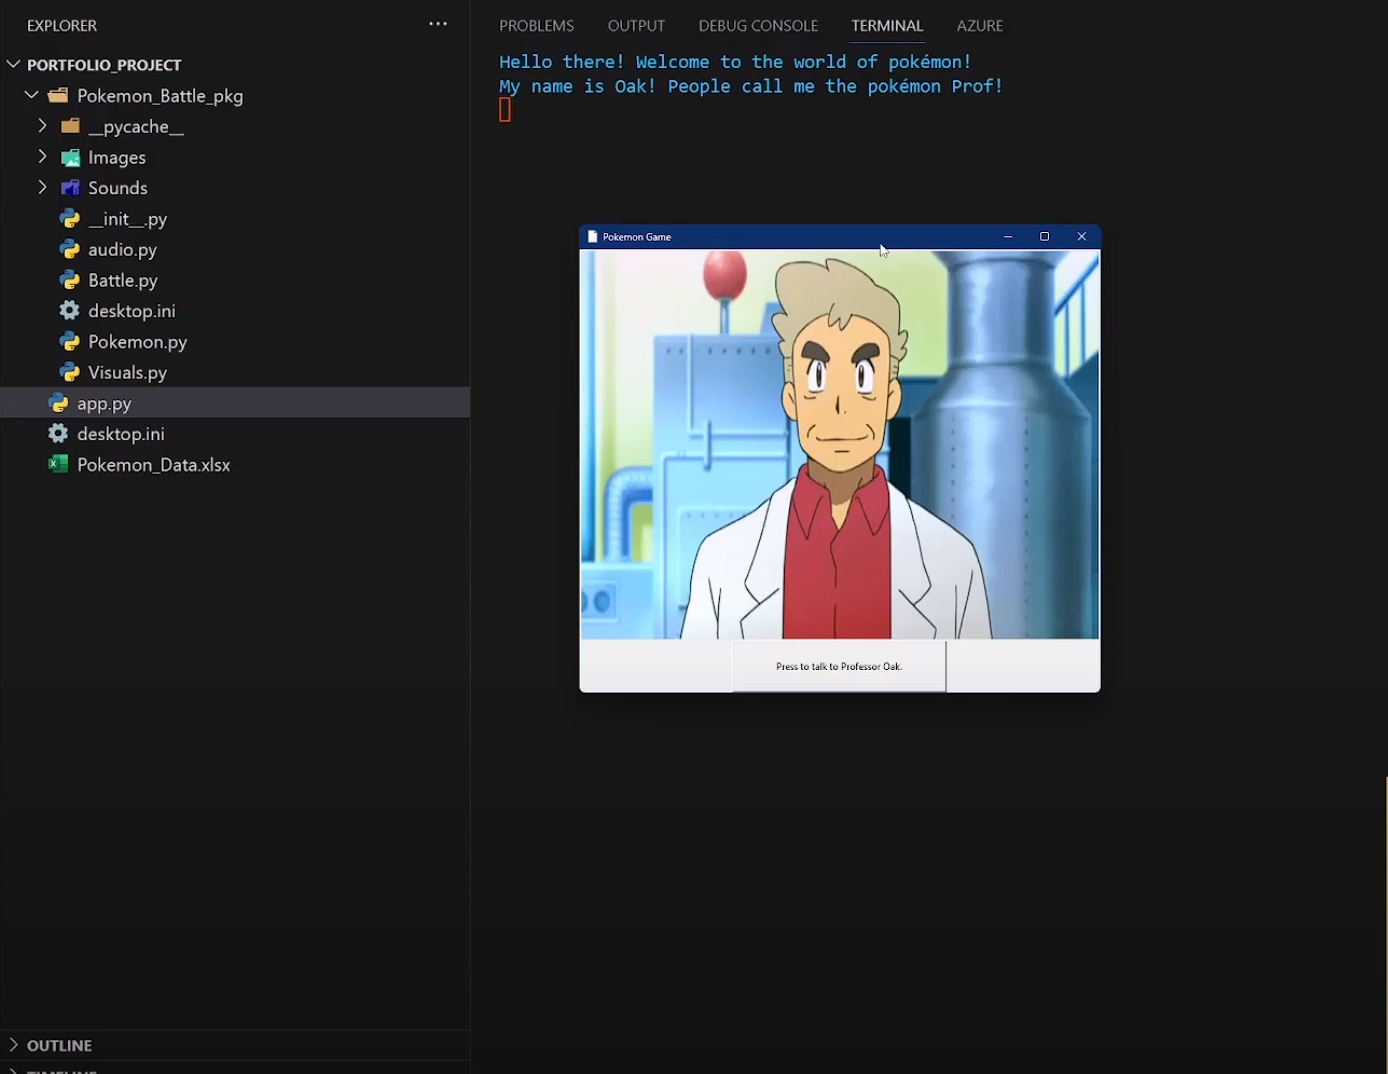 EXPLORER
PORTFOLIO_PROJECT
Pokemon_Battle_pkg
__pycache__
Images
Sounds
__init__.py
audio.py
Battle.py
desktop.ini
Pokemon.py
Visuals.py
app.py
desktop.ini
Pokemon_Data.xlsx
OUTLINE
TIMELINE
PROBLEMS OUTPUT DEBUG CONSOLE TERMINAL AZURE
Hello there! Welcome to the world of pokémon!
My name is Oak! People call me the pokémon Prof!
Pokemon Game
Press to talk to Professor Oak.